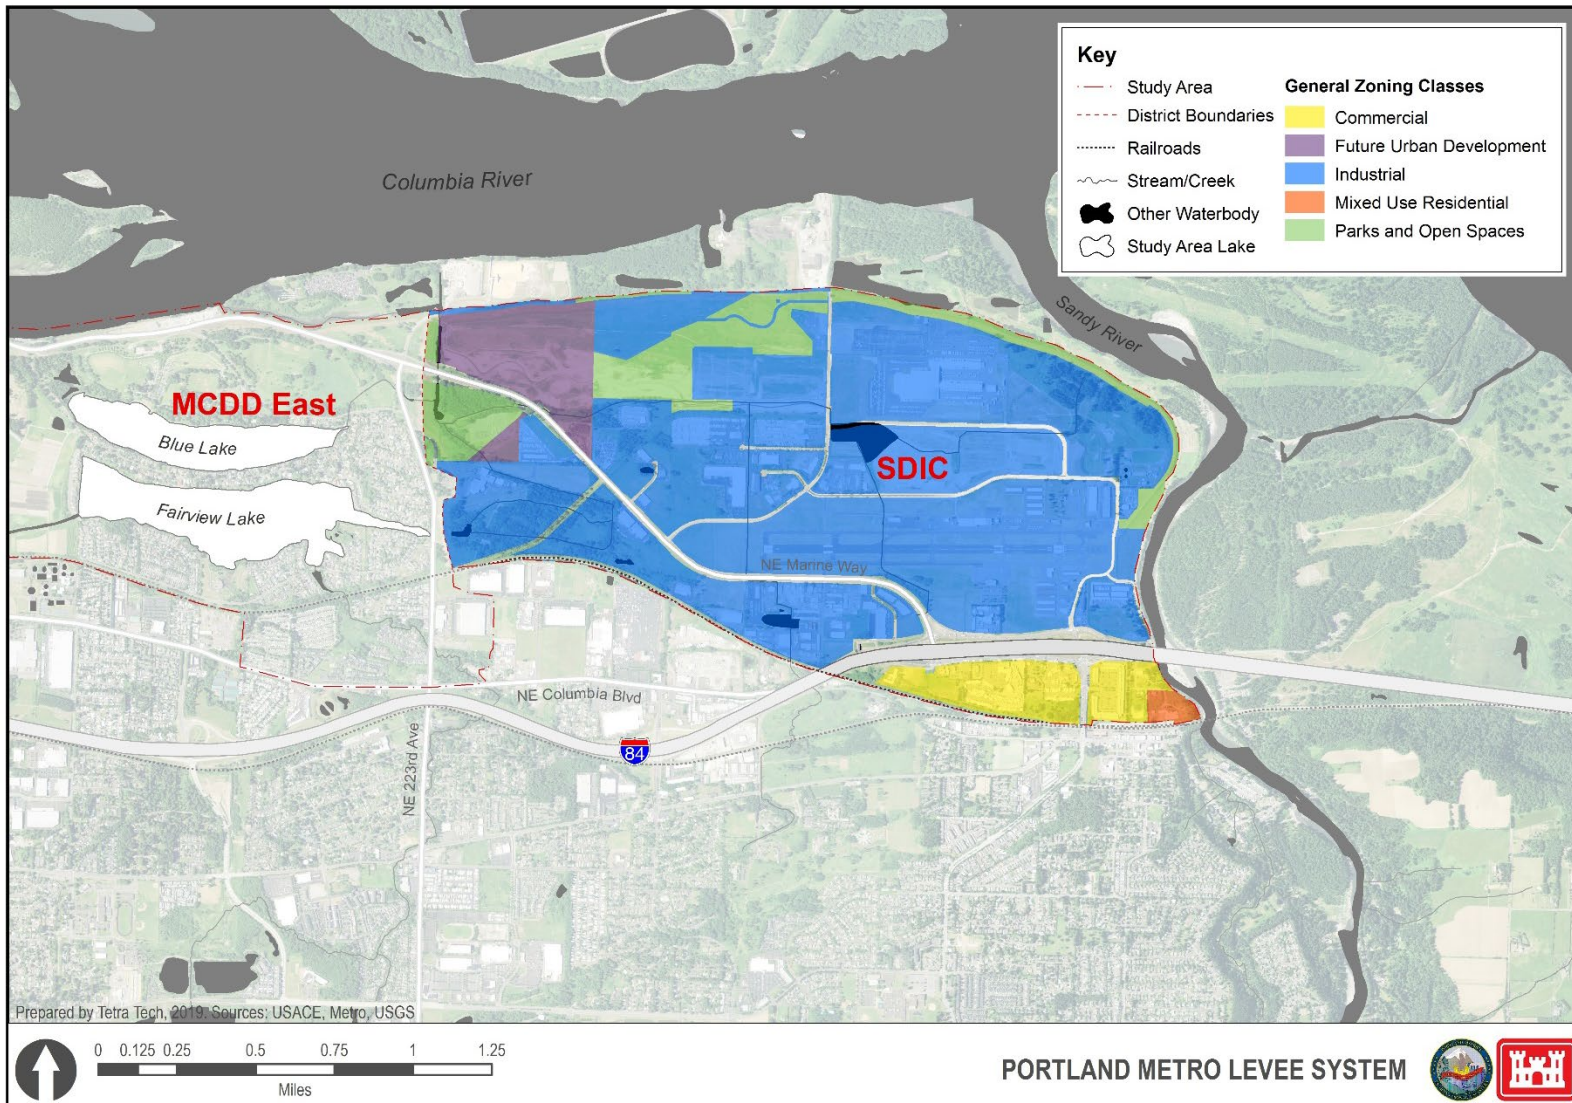 Key
Study Area
District Boundaries
Railroads
Stream/Creek
Other Waterbody
Study Area Lake
General Zoning Classes
Commercial
Future Urban Development
Industrial
Mixed Use Residential
Parks and Open Spaces
Columbia River
Sandy River
MCDD East
Blue Lake
Fairview Lake
SDIC
NE Marine Way
NE Columbia Blvd
84
NE 223rd Ave
Prepared by Tetra Tech, 2019. Sources: USACE, Metro, USGS
0 0.125 0.25 0.5 0.75 1 1.25
Miles
PORTLAND METRO LEVEE SYSTEM